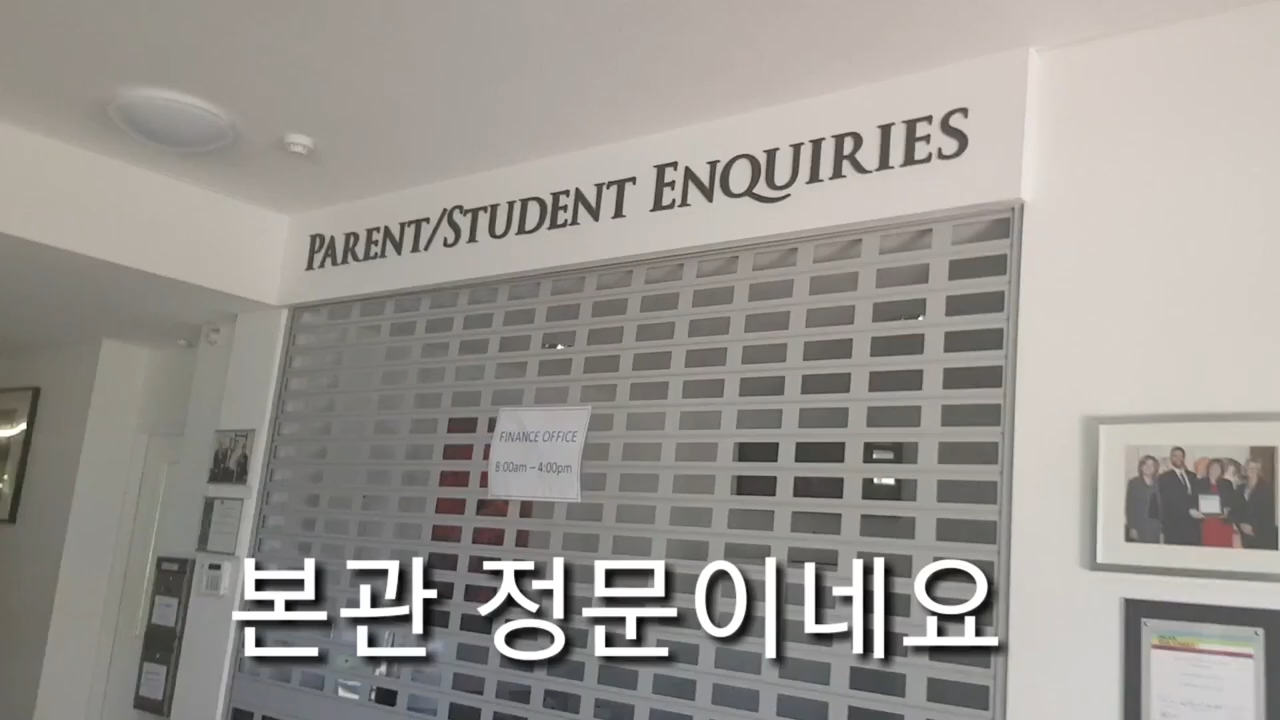 PARENT/STUDENT ENQUIRIES
FINANCE OFFICE
8:00am – 4:00pm
본관 정문이네요